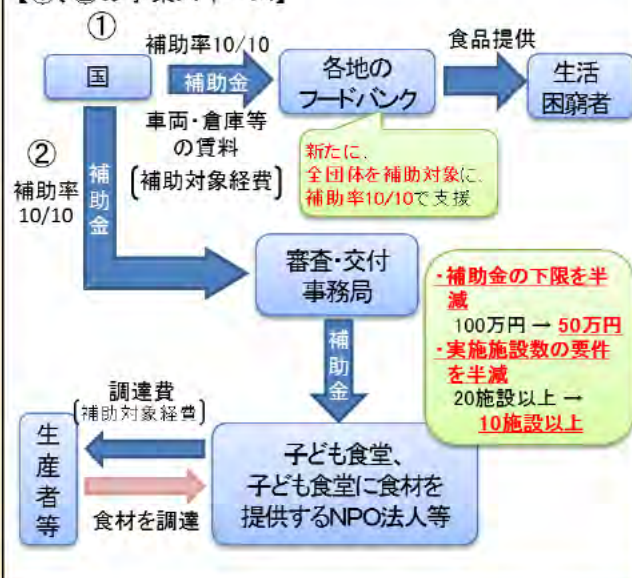 ①
国
補助率10/10
補助金
車両・倉庫等
の賃料
〔補助対象経費〕
各地の
フードバンク
食品提供
生活
困窮者
新たに、
全団体を補助対象に、
補助率10/10で支援
②
補助率
10/10
補助金
審査・交付
事務局
補助金
・補助金の下限を半
減
100万円 → 50万円
・実施施設数の要件
を半減
20施設以上 →
10施設以上
調達費
〔補助対象経費〕
生産者等
食材を調達
子ども食堂、
子ども食堂に食材を
提供するNPO法人等